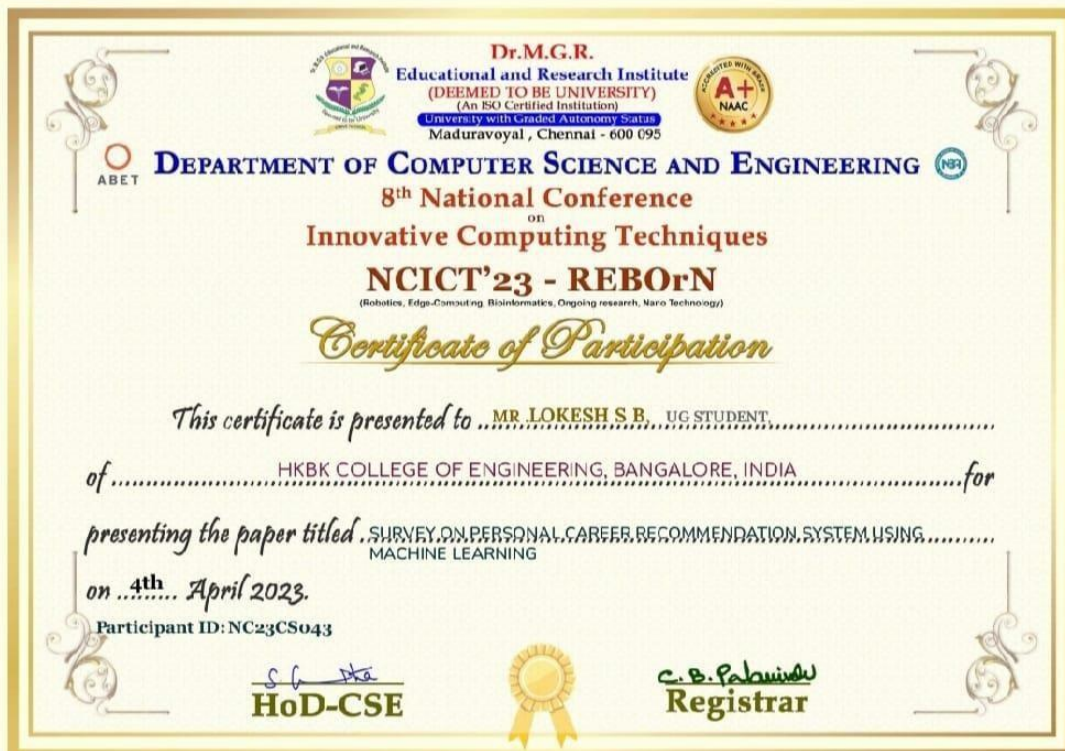 Dr.M.G.R.
Educational and Research Institute
(DEEMED TO BE UNIVERSITY)
(An ISO Certified Institution)
University with Graded Autonomy Status
Maduravoyal , Chennai - 600 095
ACCREDITED WITH GRADE
A+
NAAC
ABET
DEPARTMENT OF COMPUTER SCIENCE AND ENGINEERING
NBA
8th National Conference
on
Innovative Computing Techniques
NCICT'23 - REBOrN
(Robotics, Edge-Computing, Bioinformatics, Ongoing research, Nano Technology)
Certificate of Participation
This certificate is presented to ..MR .LOKESH S B, UG STUDENT,
of HKBK COLLEGE OF ENGINEERING, BANGALORE, INDIA for
presenting the paper titled SURVEY ON PERSONAL CAREER RECOMMENDATION SYSTEM USING
MACHINE LEARNING
on 4th April 2023.
Participant ID: NC23CS043
HoD-CSE
C. B.
Registrar